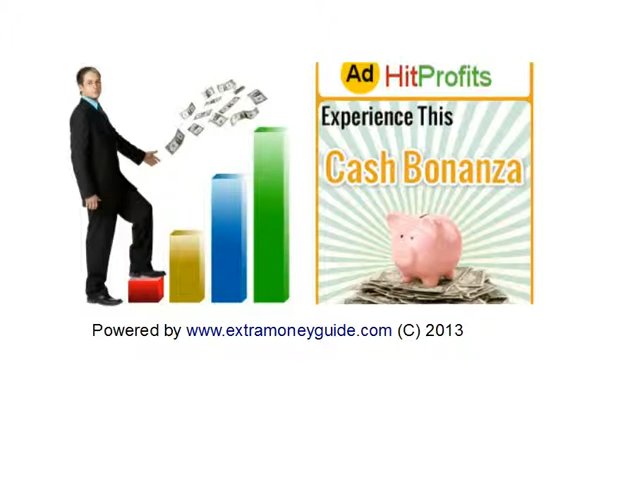 Ad HitProfits
Experience This
Cash Bonanza
Powered by www.extramoneyguide.com (C) 2013